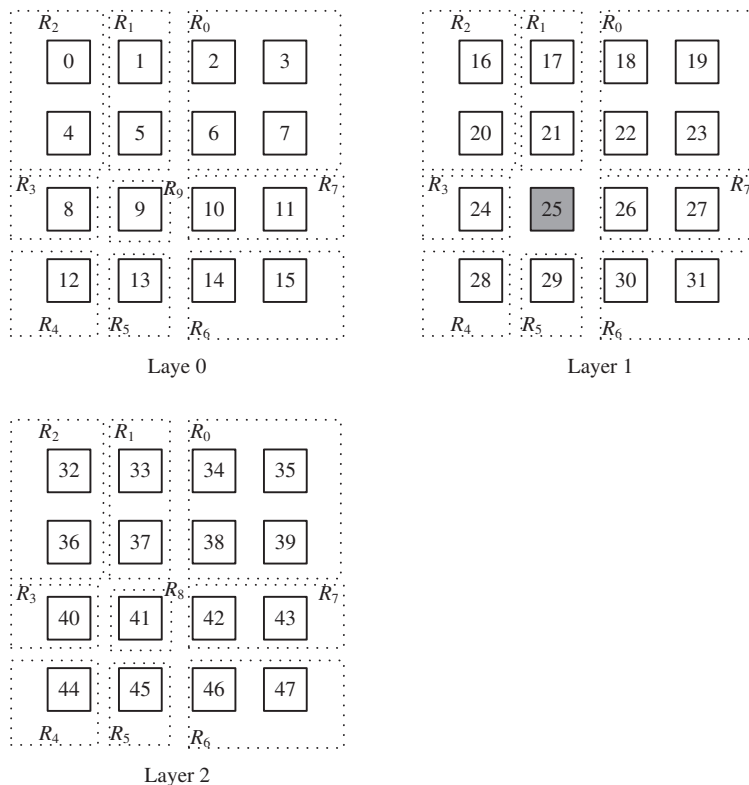 R2 R1 R0
0 1 2 3
4 5 6 7
R3 R9 R7
8 9 10 11
12 13 14 15
R4 R5 R6
Laye 0
R2 R1 R0
16 17 18 19
20 21 22 23
R3 R7
24 25 26 27
28 29 30 31
R4 R5 R6
Layer 1
R2 R1 R0
32 33 34 35
36 37 38 39
R3 R8 R7
40 41 42 43
44 45 46 47
R4 R5 R6
Layer 2